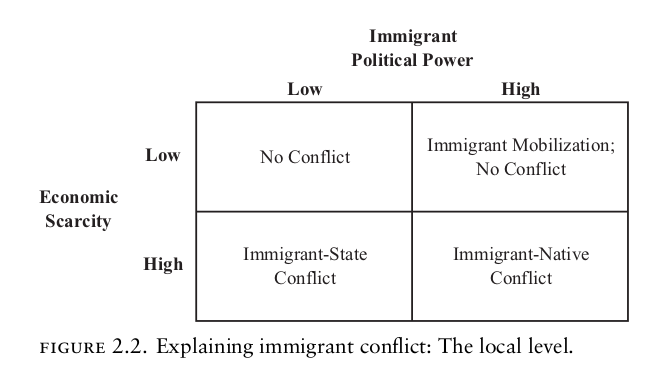 Immigrant
Political Power
Low High
Low No Conflict Immigrant Mobilization;
No Conflict
Economic
Scarcity
High Immigrant-State
Conflict Immigrant-Native
Conflict
FIGURE 2.2. Explaining immigrant conflict: The local level.